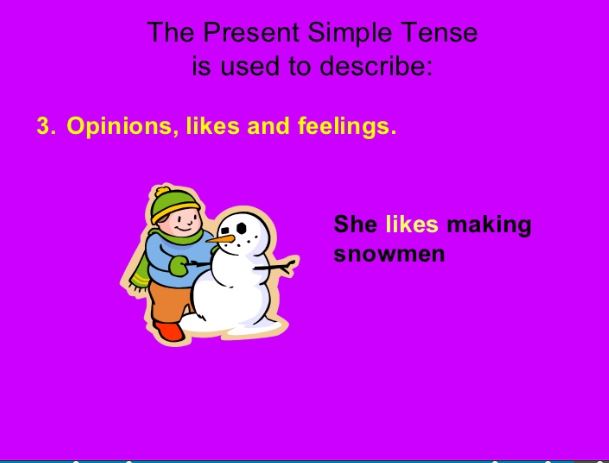 The Present Simple Tense
is used to describe:
3. Opinions, likes and feelings.
She likes making
snowmen